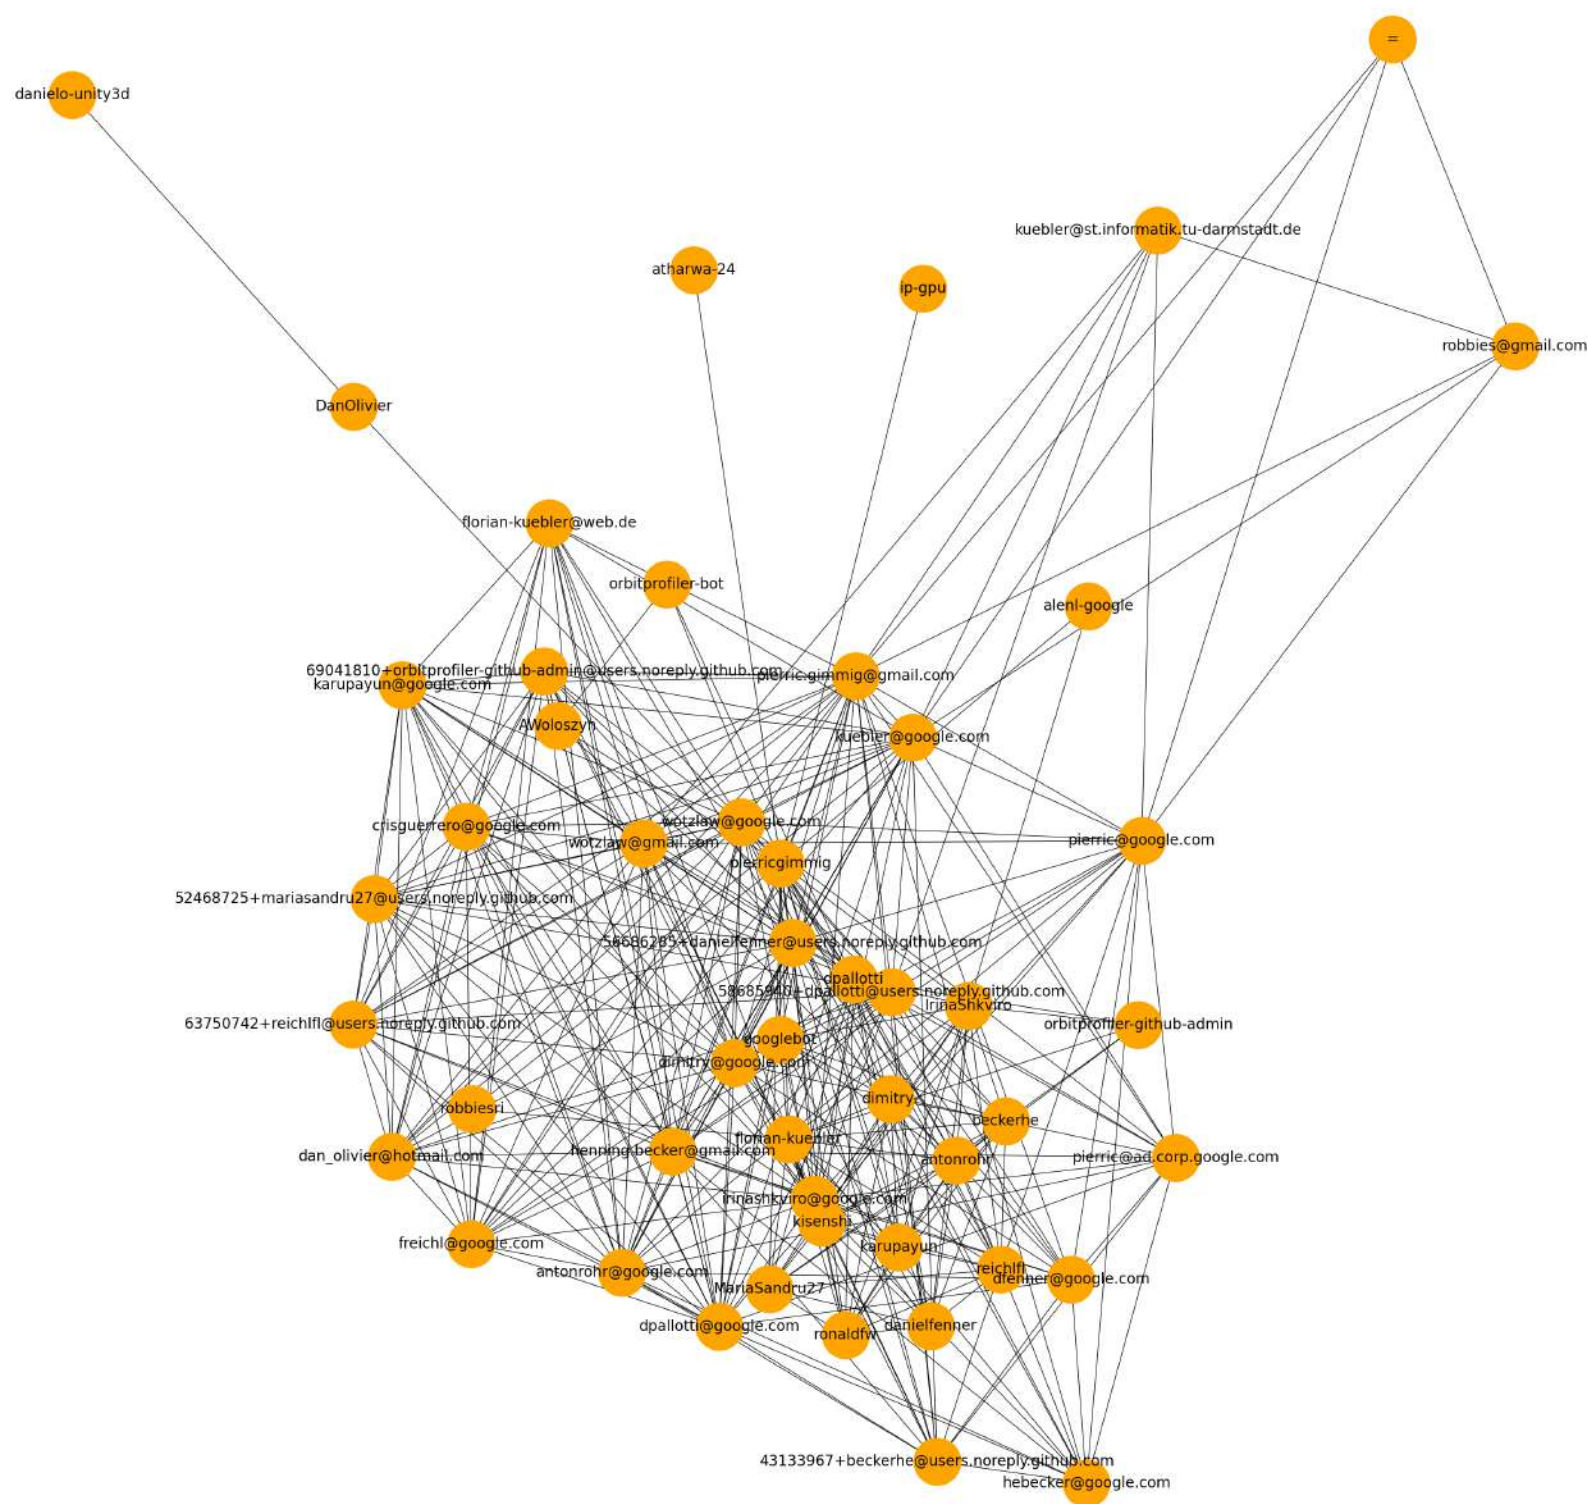 =
danielo-unity3d
kuebler@st.informatik.tu-darmstadt.de
atharwa-24
ip-gpu
robbies@gmail.com
DanOlivier
florian-kuebler@web.de
orbitprofiler-bot
alenl-google
69041810+orbitprofiler-github-admin@users.noreply.github.com
pierric.gimmig@gmail.com
karupayun@google.com
AWoloszyn
kuebler@google.com
wotzlaw@google.com
crisguerrero@google.com
wotzlaw@gmail.com
pierric@google.com
pierricgimmig
52468725+mariasandru27@users.noreply.github.com
56686285+danielfenner@users.noreply.github.com
dpallotti
58685940+dpallotti@users.noreply.github.com
IrinaShkviro
63750742+reichlfl@users.noreply.github.com
orbitprofiler-github-admin
googlebot
dimitry@google.com
dimitry-
robbiesri
beckerhe
florian-kuebler
henning.becker@gmail.com
dan_olivier@hotmail.com
antonrohr
pierric@ad.corp.google.com
irinashkviro@google.com
kisenshi
freichl@google.com
karupayun
antonrohr@google.com
reichlfl
dfenner@google.com
MariaSandru27
dpallotti@google.com
ronaldfw
danielfenner
43133967+beckerhe@users.noreply.github.com
hebecker@google.com